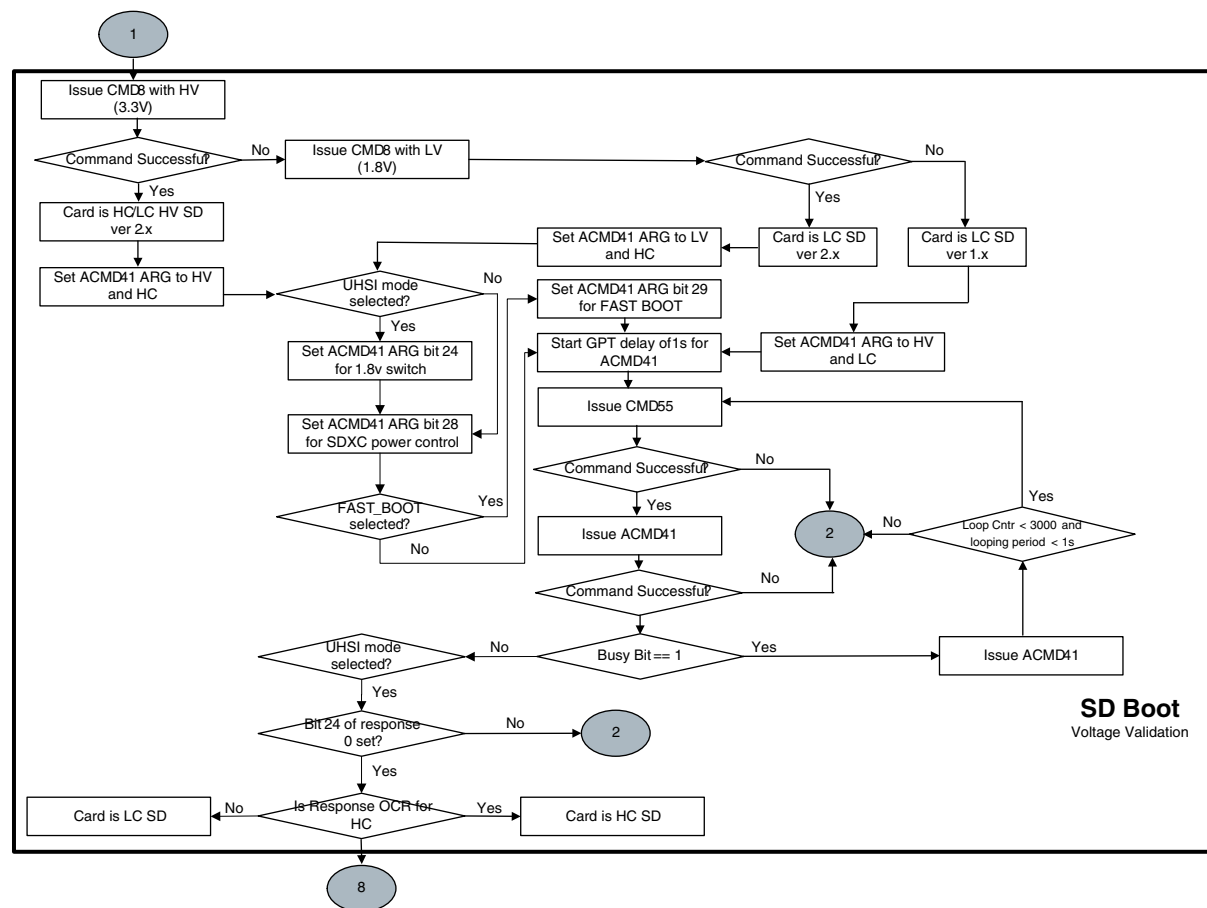 1
Issue CMD8 with HV
(3.3V)
Command Successful?
No
Issue CMD8 with LV
(1.8V)
Command Successful?
No
Yes
Yes
Card is HC/LC HV SD
ver 2.x
Set ACMD41 ARG to LV
and HC
Card is LC SD
ver 2.x
Card is LC SD
ver 1.x
Set ACMD41 ARG to HV
and HC
UHSI mode
selected?
No
Yes
Set ACMD41 ARG bit 29
for FAST BOOT
Set ACMD41 ARG bit 24
for 1.8v switch
Start GPT delay of1s for
ACMD41
Set ACMD41 ARG to HV
and LC
Issue CMD55
Set ACMD41 ARG bit 28
for SDXC power control
Command Successful?
No
Yes
FAST_BOOT
selected?
Yes
No
Issue ACMD41
2
No
Loop Cntr < 3000 and
looping period < 1s
Yes
Command Successful?
No
UHSI mode
selected?
No
Busy Bit == 1
Yes
Issue ACMD41
Yes
Bit 24 of response
0 set?
No
2
SD Boot
Voltage Validation
Yes
Card is LC SD
No
Is Response OCR for
HC
Yes
Card is HC SD
8